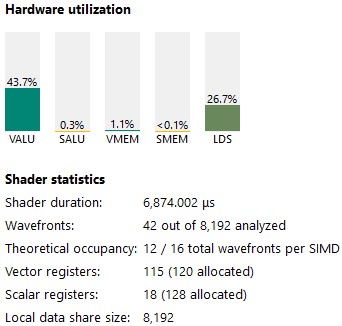 Hardware utilization
43.7% 0.3% 1.1% <0.1% 26.7%
VALU SALU VMEM SMEM LDS
Shader statistics
Shader duration: 6,874.002 µs
Wavefronts: 42 out of 8,192 analyzed
Theoretical occupancy: 12 / 16 total wavefronts per SIMD
Vector registers: 115 (120 allocated)
Scalar registers: 18 (128 allocated)
Local data share size: 8,192